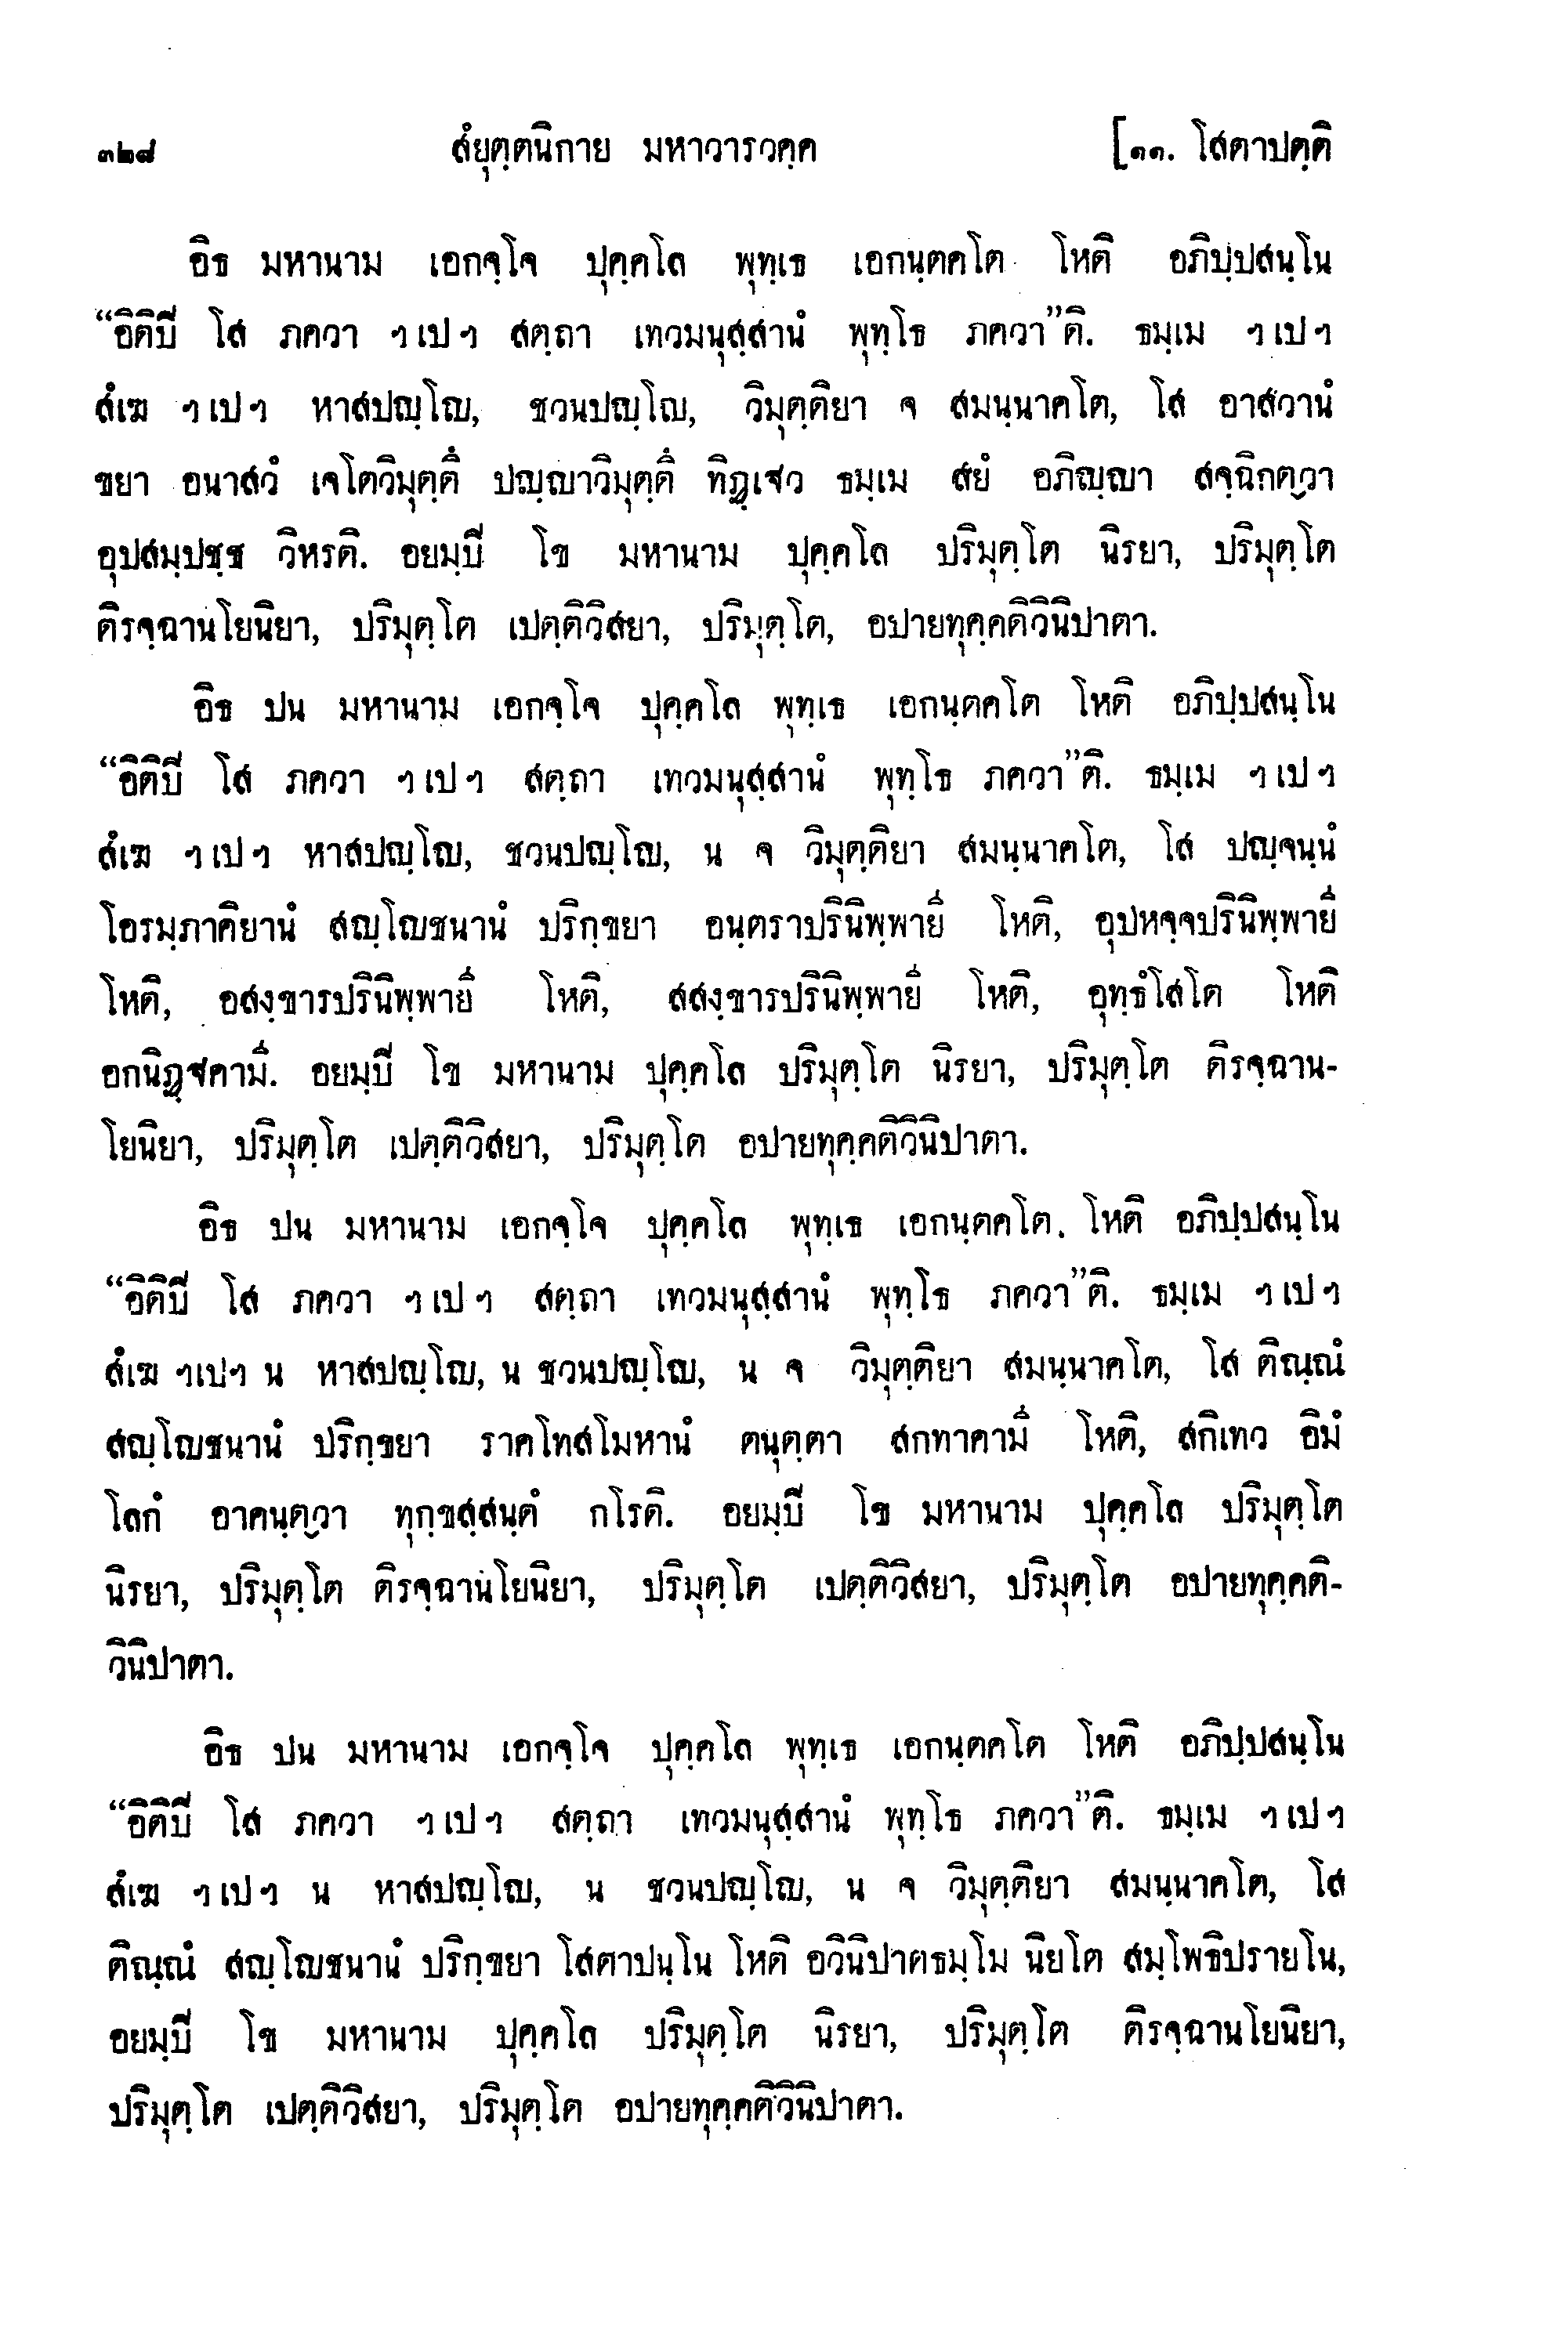 ๓๒๘ สํยุตฺตนิกาย มหาวารวคฺค [๑๑. โสตาปตฺติ
อิธ มหานาม เอกจฺโจ ปุคฺคโล พุทฺเธ เอกนฺตคโต โหติ อภิปฺปสนฺโน
“อิติปิ โส ภควา ฯ เป ฯ สตฺถา เทวมนุสฺสานํ พุทฺโธ ภควา”ติ. ธมฺเม ฯ เป ฯ
สํเฆ ฯ เป ฯ หาสปญฺโญ, ชวนปญฺโญ, วิมุตฺติยา จ สมนฺนาคโต, โส อาสวานํ
ขยา อนาสวํ เจโตวิมุตฺตึ ปญฺญาวิมุตฺตึ ทิฏฺเฐว ธมฺเม สยํ อภิญฺญา สจฺฉิกตฺวา
อุปสมฺปชฺช วิหรติ. อยมฺปิ โข มหานาม ปุคฺคโล ปริมุตฺโต นิรยา, ปริมุตฺโต
ติรจฺฉานโยนิยา, ปริมุตฺโต เปตฺติวิสยา, ปริมุตฺโต, อปายทุคฺคติวินิปาตา.
อิธ ปน มหานาม เอกจฺโจ ปุคฺคโล พุทฺเธ เอกนฺตคโต โหติ อภิปฺปสนฺโน
“อิติปิ โส ภควา ฯ เป ฯ สตฺถา เทวมนุสฺสานํ พุทฺโธ ภควา”ติ. ธมฺเม ฯ เป ฯ
สํเฆ ฯ เป ฯ หาสปญฺโญ, ชวนปญฺโญ, น จ วิมุตฺติยา สมนฺนาคโต, โส ปญฺจนฺนํ
โอรมฺภาคิยานํ สญฺโญชนานํ ปริกฺขยา อนฺตราปรินิพฺพายี โหติ, อุปหจฺจปรินิพฺพายี
โหติ, อสงฺขารปรินิพฺพายี โหติ, สสงฺขารปรินิพฺพายี โหติ, อุทฺธํโสโต โหติ
อกนิฏฺฐคามี. อยมฺปิ โข มหานาม ปุคฺคโล ปริมุตฺโต นิรยา, ปริมุตฺโต ติรจฺฉาน-
โยนิยา, ปริมุตฺโต เปตฺติวิสยา, ปริมุตฺโต อปายทุคฺคติวินิปาตา.
อิธ ปน มหานาม เอกจฺโจ ปุคฺคโล พุทฺเธ เอกนฺตคโต. โหติ อภิปฺปสนฺโน
“อิติปิ โส ภควา ฯ เป ฯ สตฺถา เทวมนุสฺสานํ พุทฺโธ ภควา”ติ. ธมฺเม ฯ เป ฯ
สํเฆ ฯเปฯ น หาสปญฺโญ, น ชวนปญฺโญ, น จ วิมุตฺติยา สมนฺนาคโต, โส ติณฺณํ
สญฺโญชนานํ ปริกฺขยา ราคโทสโมหานํ ตนุตฺตา สกทาคามี โหติ, สกิเทว อิมํ
โลกํ อาคนฺตฺวา ทุกฺขสฺสนฺตํ กโรติ. อยมฺปิ โข มหานาม ปุคฺคโล ปริมุตฺโต
นิรยา, ปริมุตฺโต ติรจฺฉานโยนิยา, ปริมุตฺโต เปตฺติวิสยา, ปริมุตฺโต อปายทุคฺคติ-
วินิปาตา.
อิธ ปน มหานาม เอกจฺโจ ปุคฺคโล พุทฺเธ เอกนฺตคโต โหติ อภิปฺปสนฺโน
“อิติปิ โส ภควา ฯ เป ฯ สตฺถา เทวมนุสฺสานํ พุทฺโธ ภควา”ติ. ธมฺเม ฯ เป ฯ
สํเฆ ฯ เป ฯ น หาสปญฺโญ, น ชวนปญฺโญ, น จ วิมุตฺติยา สมนฺนาคโต, โส
ติณฺณํ สญฺโญชนานํ ปริกฺขยา โสตาปนฺโน โหติ อวินิปาตธมฺโม นิยโต สมฺโพธิปรายโน,
อยมฺปิ โข มหานาม ปุคฺคโล ปริมุตฺโต นิรยา, ปริมุตฺโต ติรจฺฉานโยนิยา,
ปริมุตฺโต เปตฺติวิสยา, ปริมุตฺโต อปายทุคฺคติวินิปาตา.